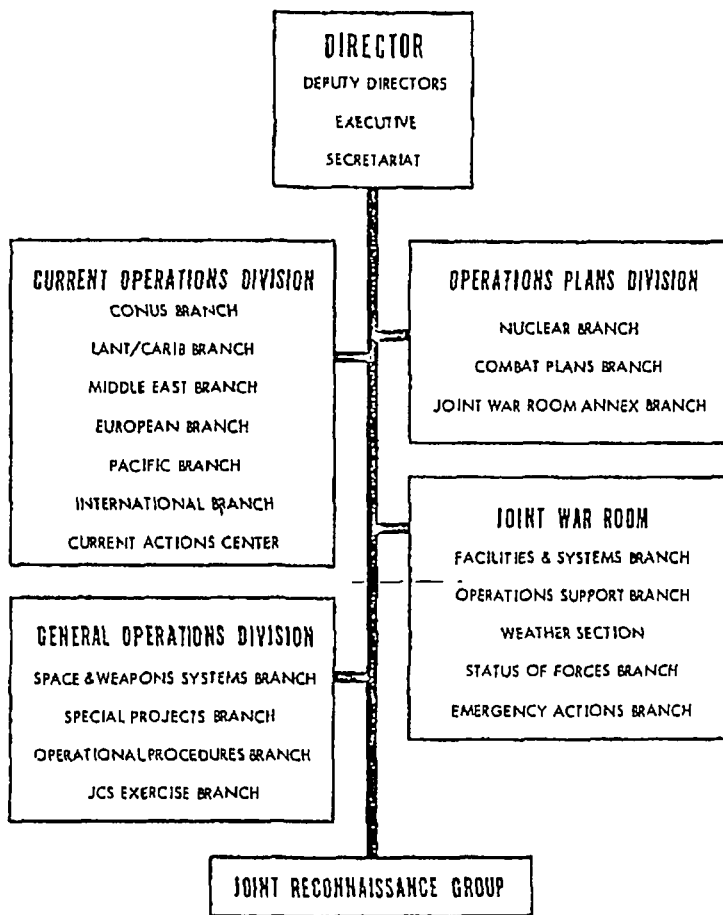 DIRECTOR
DEPUTY DIRECTORS
EXECUTIVE
SECRETARIAT
CURRENT OPERATIONS DIVISION
CONUS BRANCH
LANT/CARIB BRANCH
MIDDLE EAST BRANCH
EUROPEAN BRANCH
PACIFIC BRANCH
INTERNATIONAL BRANCH
CURRENT ACTIONS CENTER
OPERATIONS PLANS DIVISION
NUCLEAR BRANCH
COMBAT PLANS BRANCH
JOINT WAR ROOM ANNEX BRANCH
GENERAL OPERATIONS DIVISION
SPACE & WEAPONS SYSTEMS BRANCH
SPECIAL PROJECTS BRANCH
OPERATIONAL PROCEDURES BRANCH
JCS EXERCISE BRANCH
JOINT WAR ROOM
FACILITIES & SYSTEMS BRANCH
OPERATIONS SUPPORT BRANCH
WEATHER SECTION
STATUS OF FORCES BRANCH
EMERGENCY ACTIONS BRANCH
JOINT RECONNAISSANCE GROUP